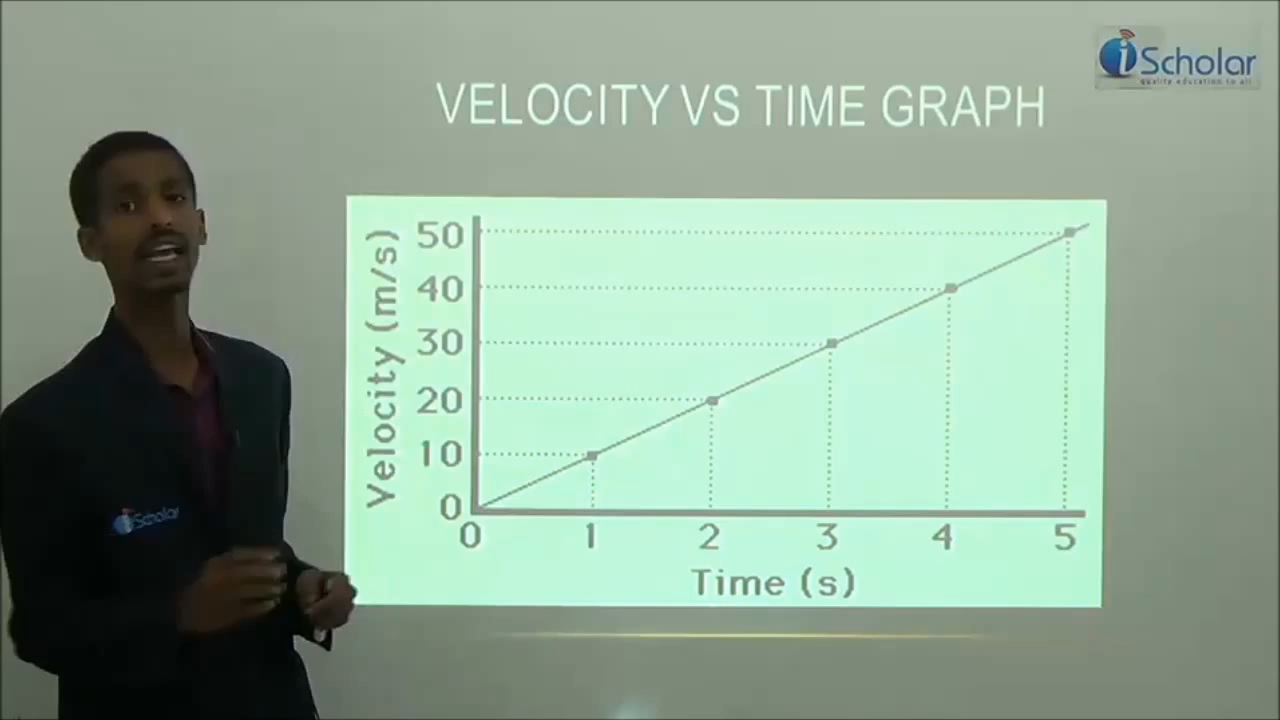 iScholar
quality education to all
VELOCITY VS TIME GRAPH
Velocity (m/s)
50
40
30
20
10
0
0 1 2 3 4 5
Time (s)
iScholar